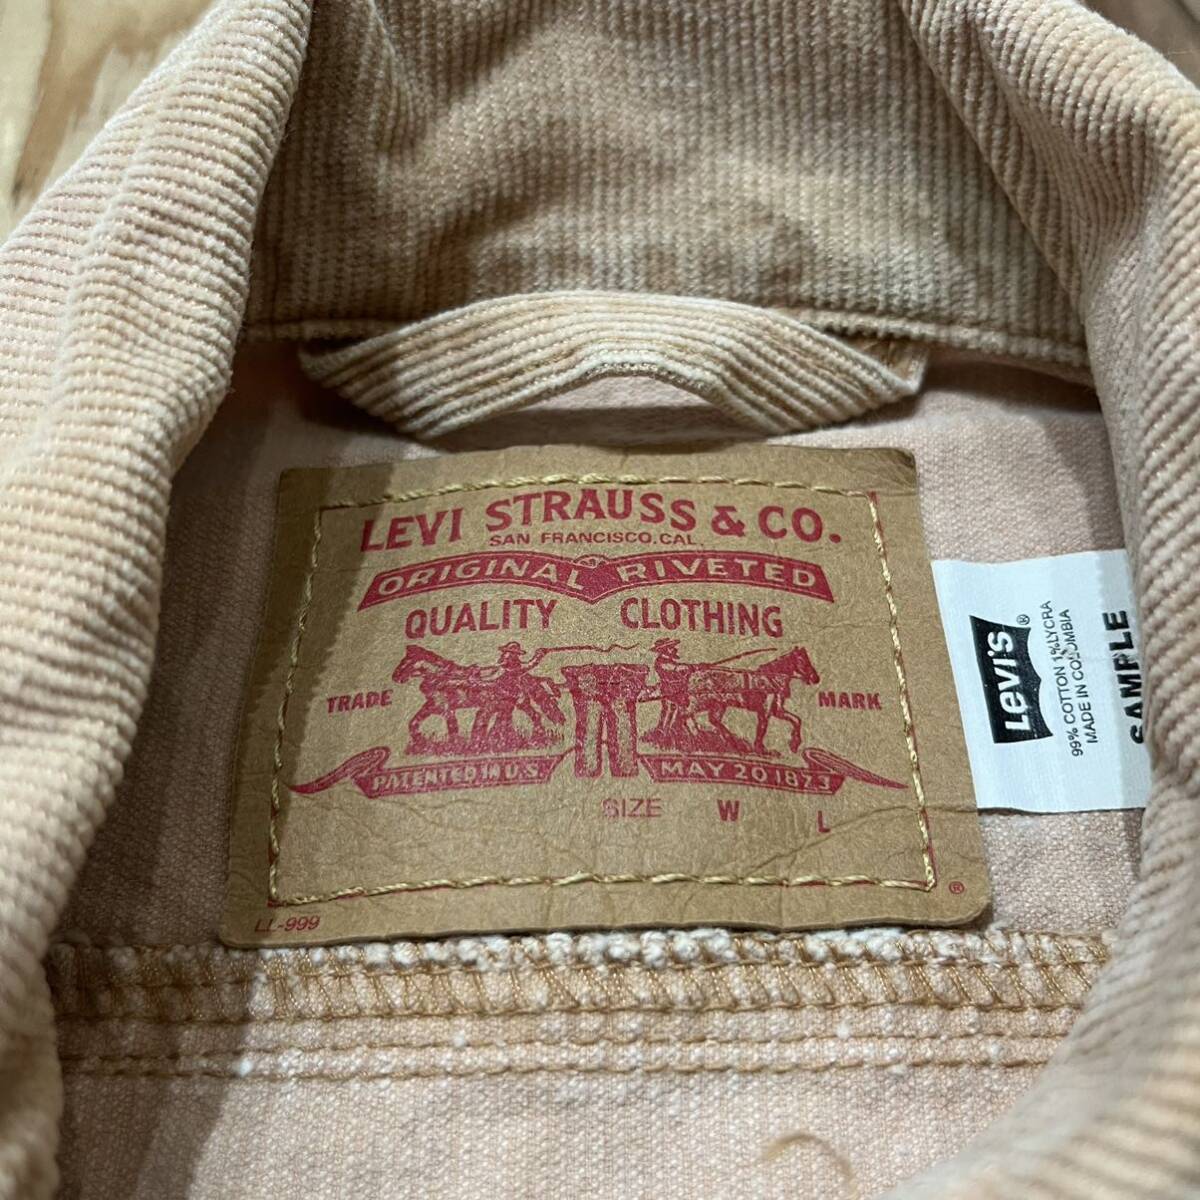 LEVI STRAUSS & CO.
SAN FRANCISCO, CAL.
ORIGINAL RIVETED
QUALITY CLOTHING
TRADE MARK
PATENTED IN U.S. MAY 20 1873
SIZE W L
®
LL-999
LEVI'S ®
99% COTTON 1%LYCRA
MADE IN COLOMBIA
SAMPLE